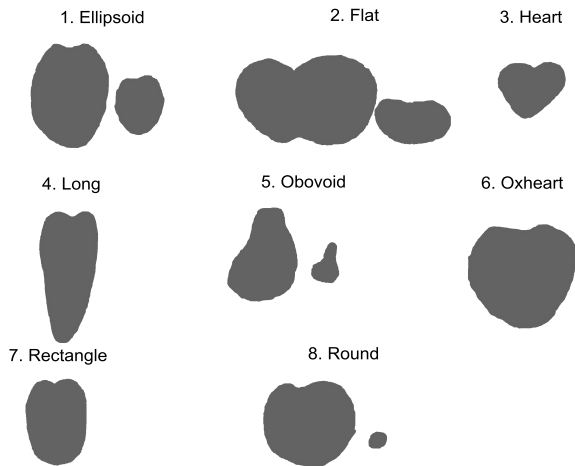 1. Ellipsoid
2. Flat
3. Heart
4. Long
5. Obovoid
6. Oxheart
7. Rectangle
8. Round